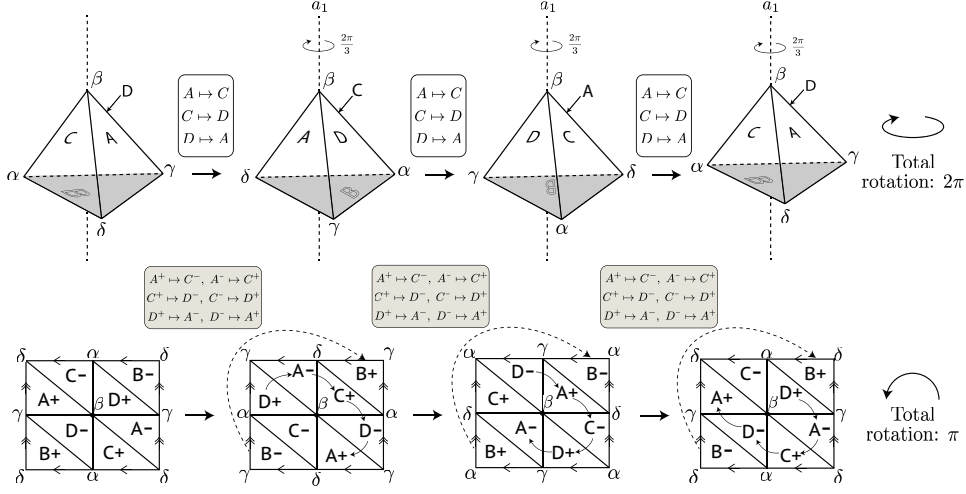 a₁ a₁ a₁
2π/3 2π/3 2π/3
β D C A α γ B δ
A ↦ C
C ↦ D
D ↦ A
β C A D δ α B γ
A ↦ C
C ↦ D
D ↦ A
β A D C γ δ B α
A ↦ C
C ↦ D
D ↦ A
β D C A α γ B δ
Total
rotation: 2π
A⁺ ↦ C⁻, A⁻ ↦ C⁺
C⁺ ↦ D⁻, C⁻ ↦ D⁺
D⁺ ↦ A⁻, D⁻ ↦ A⁺
A⁺ ↦ C⁻, A⁻ ↦ C⁺
C⁺ ↦ D⁻, C⁻ ↦ D⁺
D⁺ ↦ A⁻, D⁻ ↦ A⁺
A⁺ ↦ C⁻, A⁻ ↦ C⁺
C⁺ ↦ D⁻, C⁻ ↦ D⁺
D⁺ ↦ A⁻, D⁻ ↦ A⁺
δ α δ
C− B−
A+ D+
γ β γ
D− A−
B+ C+
δ α δ
γ δ γ
A− B+
D+ C+
α β α
C− D−
B− A+
γ δ γ
α γ α
D− B−
A+
δ β δ
A− C−
B+ D+
α γ α
δ α δ
C− B+
A+ D+
γ β γ
D− A−
B− C+
δ α δ
Total
rotation: π